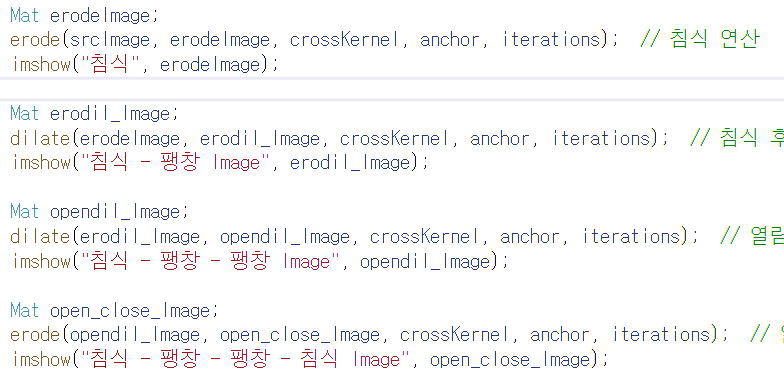 Mat erodeImage;
erode(srcImage, erodeImage, crossKernel, anchor, iterations);  // 침식 연산
imshow("침식", erodeImage);
Mat erodil_Image;
dilate(erodeImage, erodil_Image, crossKernel, anchor, iterations);  // 침식 후
imshow("침식 - 팽창 Image", erodil_Image);
Mat opendil_Image;
dilate(erodil_Image, opendil_Image, crossKernel, anchor, iterations);  // 열림
imshow("침식 - 팽창 - 팽창 Image", opendil_Image);
Mat open_close_Image;
erode(opendil_Image, open_close_Image, crossKernel, anchor, iterations);  //
imshow("침식 - 팽창 - 팽창 - 침식 Image", open_close_Image);